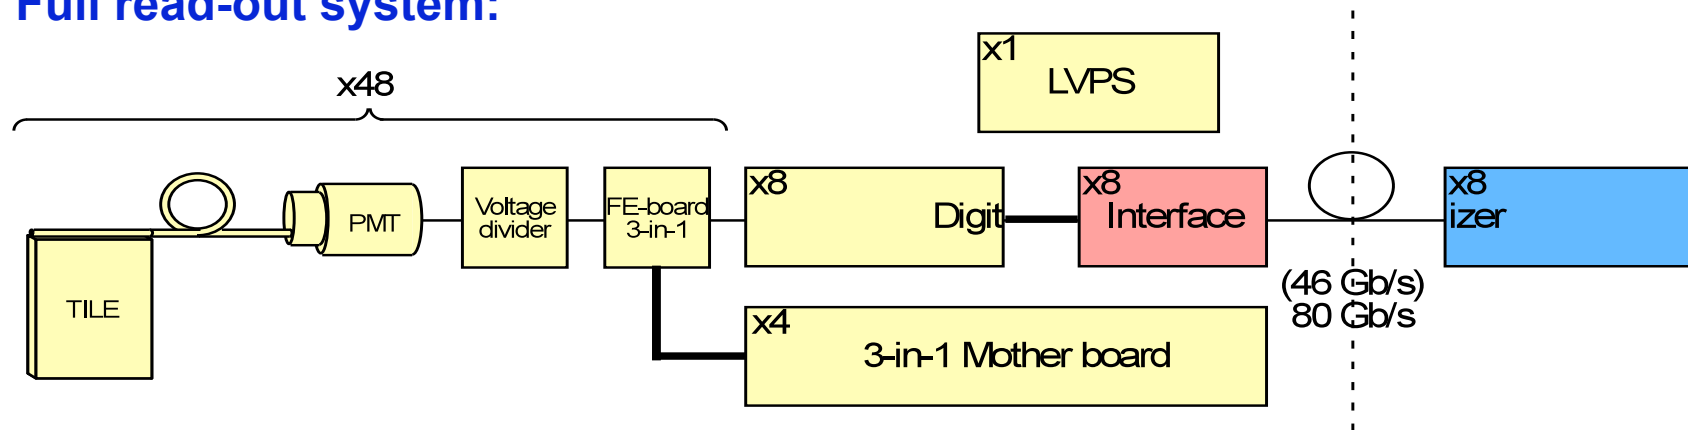 Full read-out system:
x48
x1
LVPS
TILE
PMT
Voltage
divider
FE-board
3-in-1
x8
Digit
x8
Interface
x8
izer
(46 Gb/s)
80 Gb/s
x4
3-in-1 Mother board